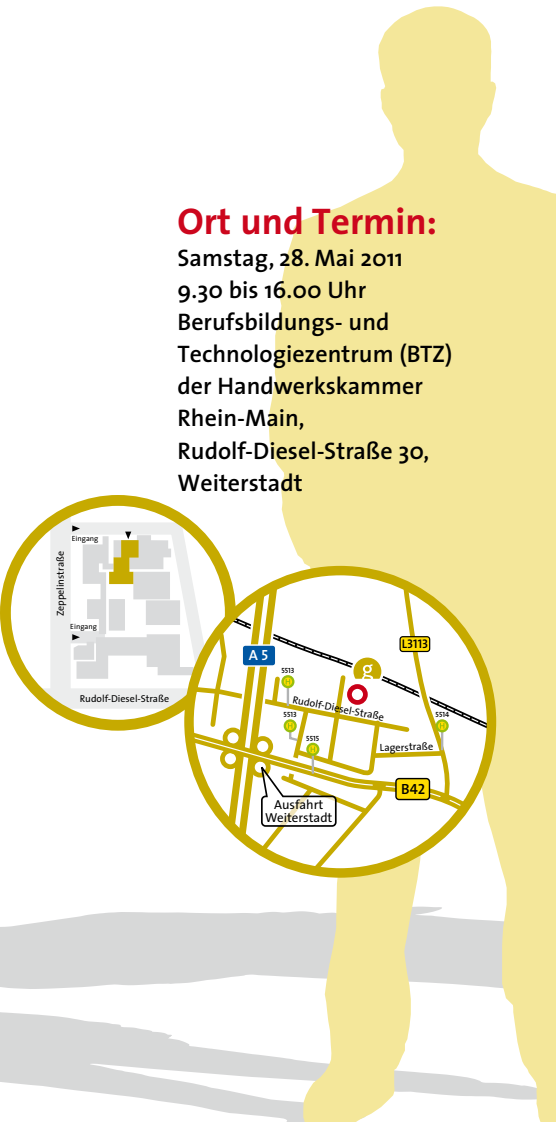 Ort und Termin:
Samstag, 28. Mai 2011
9.30 bis 16.00 Uhr
Berufsbildungs- und
Technologiezentrum (BTZ)
der Handwerkskammer
Rhein-Main,
Rudolf-Diesel-Straße 30,
Weiterstadt
Eingang
Zeppelinstraße
Eingang
Rudolf-Diesel-Straße
A 5
L3113
g
5513
H
Rudolf-Diesel-Straße
5513
H
5515
H
5514
H
Lagerstraße
B42
Ausfahrt
Weiterstadt